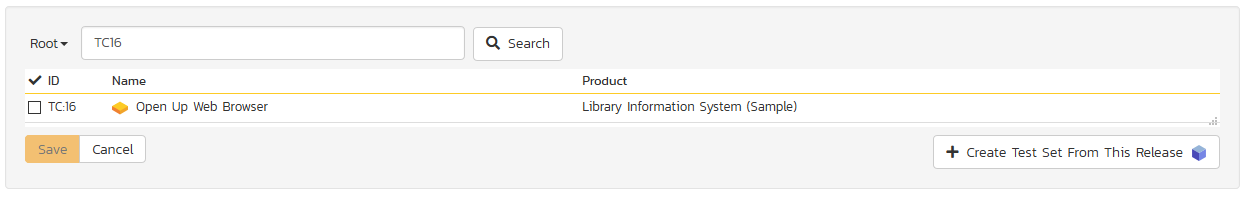 Root TC16 Search
ID Name Product
TC:16 Open Up Web Browser Library Information System (Sample)
Save Cancel Create Test Set From This Release